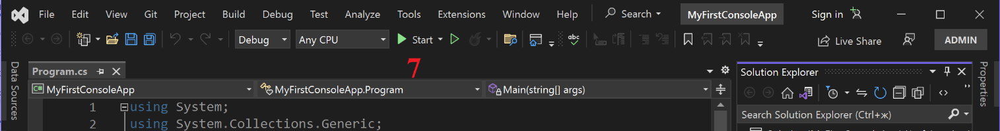 File Edit View Git Project Build Debug Test Analyze Tools Extensions Window Help Search MyFirstConsoleApp Sign in
Debug Any CPU Start abc Live Share ADMIN
7
Data Sources
Program.cs
Solution Explorer
Properties
C# MyFirstConsoleApp MyFirstConsoleApp.Program Main(string[] args)
1 using System;
Search Solution Explorer (Ctrl+ж)
2 using System.Collections.Generic;